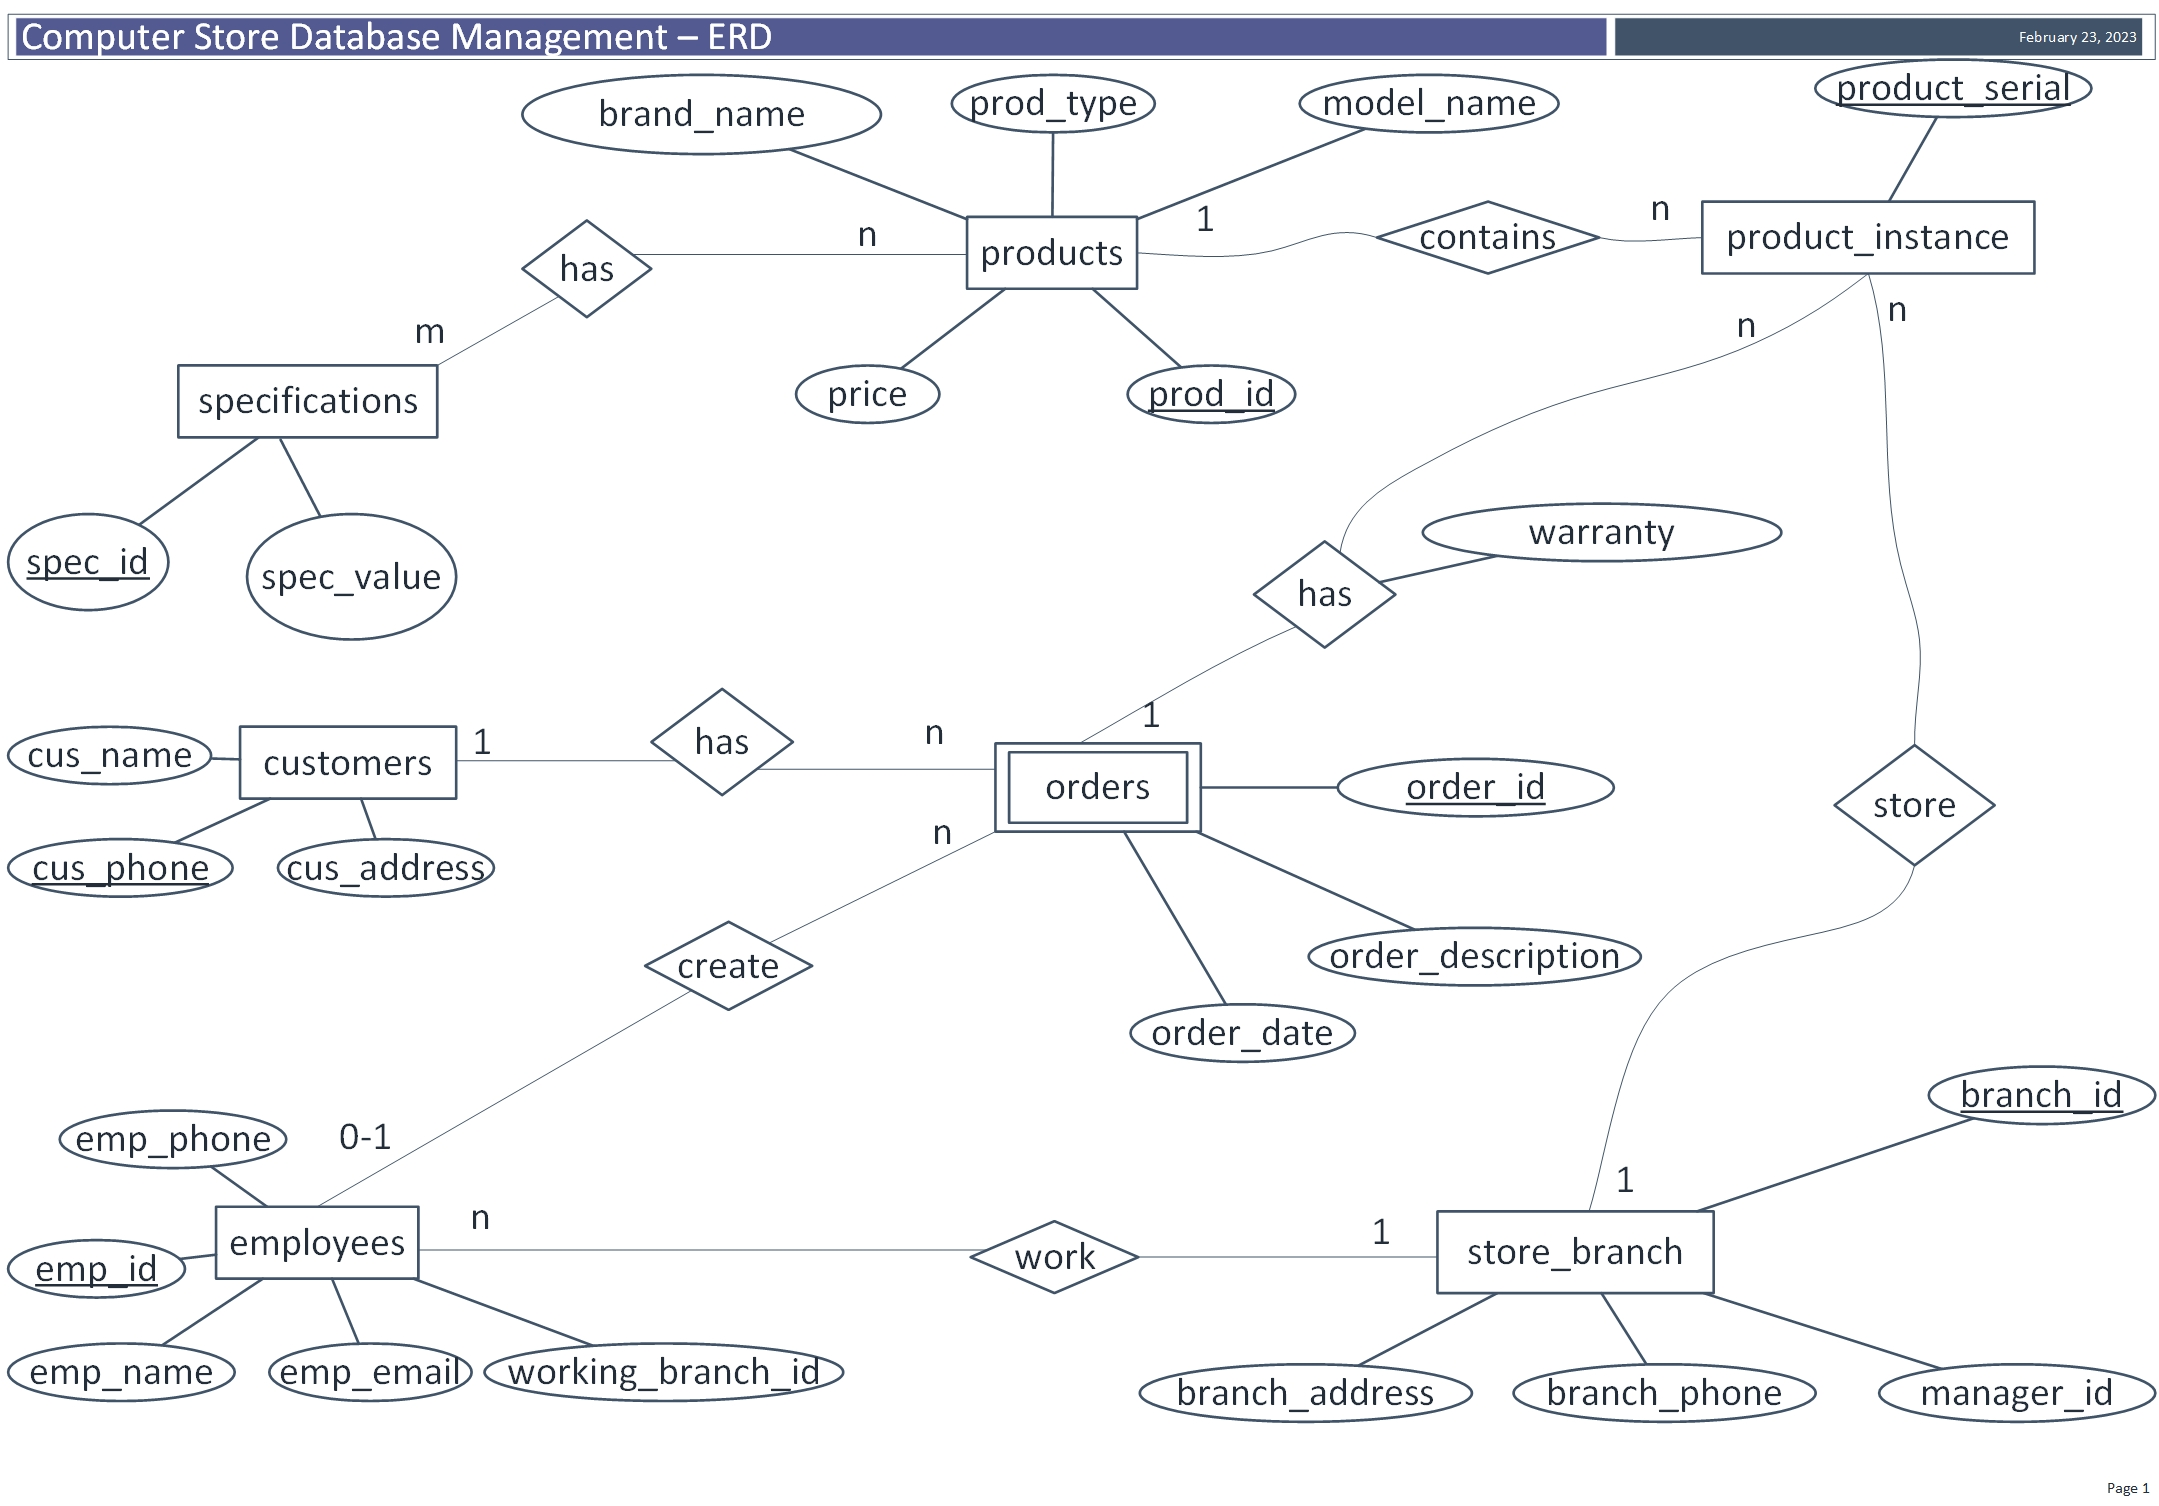 Computer Store Database Management – ERD
February 23, 2023
product_serial
brand_name
prod_type
model_name
1
n
contains
product_instance
n
products
has
m
n
n
price
prod_id
specifications
spec_id
spec_value
warranty
has
1
cus_name
customers
1
has
n
orders
order_id
store
cus_phone
cus_address
n
create
order_description
order_date
branch_id
emp_phone
0-1
1
employees
n
work
1
store_branch
emp_id
emp_name
emp_email
working_branch_id
branch_address
branch_phone
manager_id
Page 1